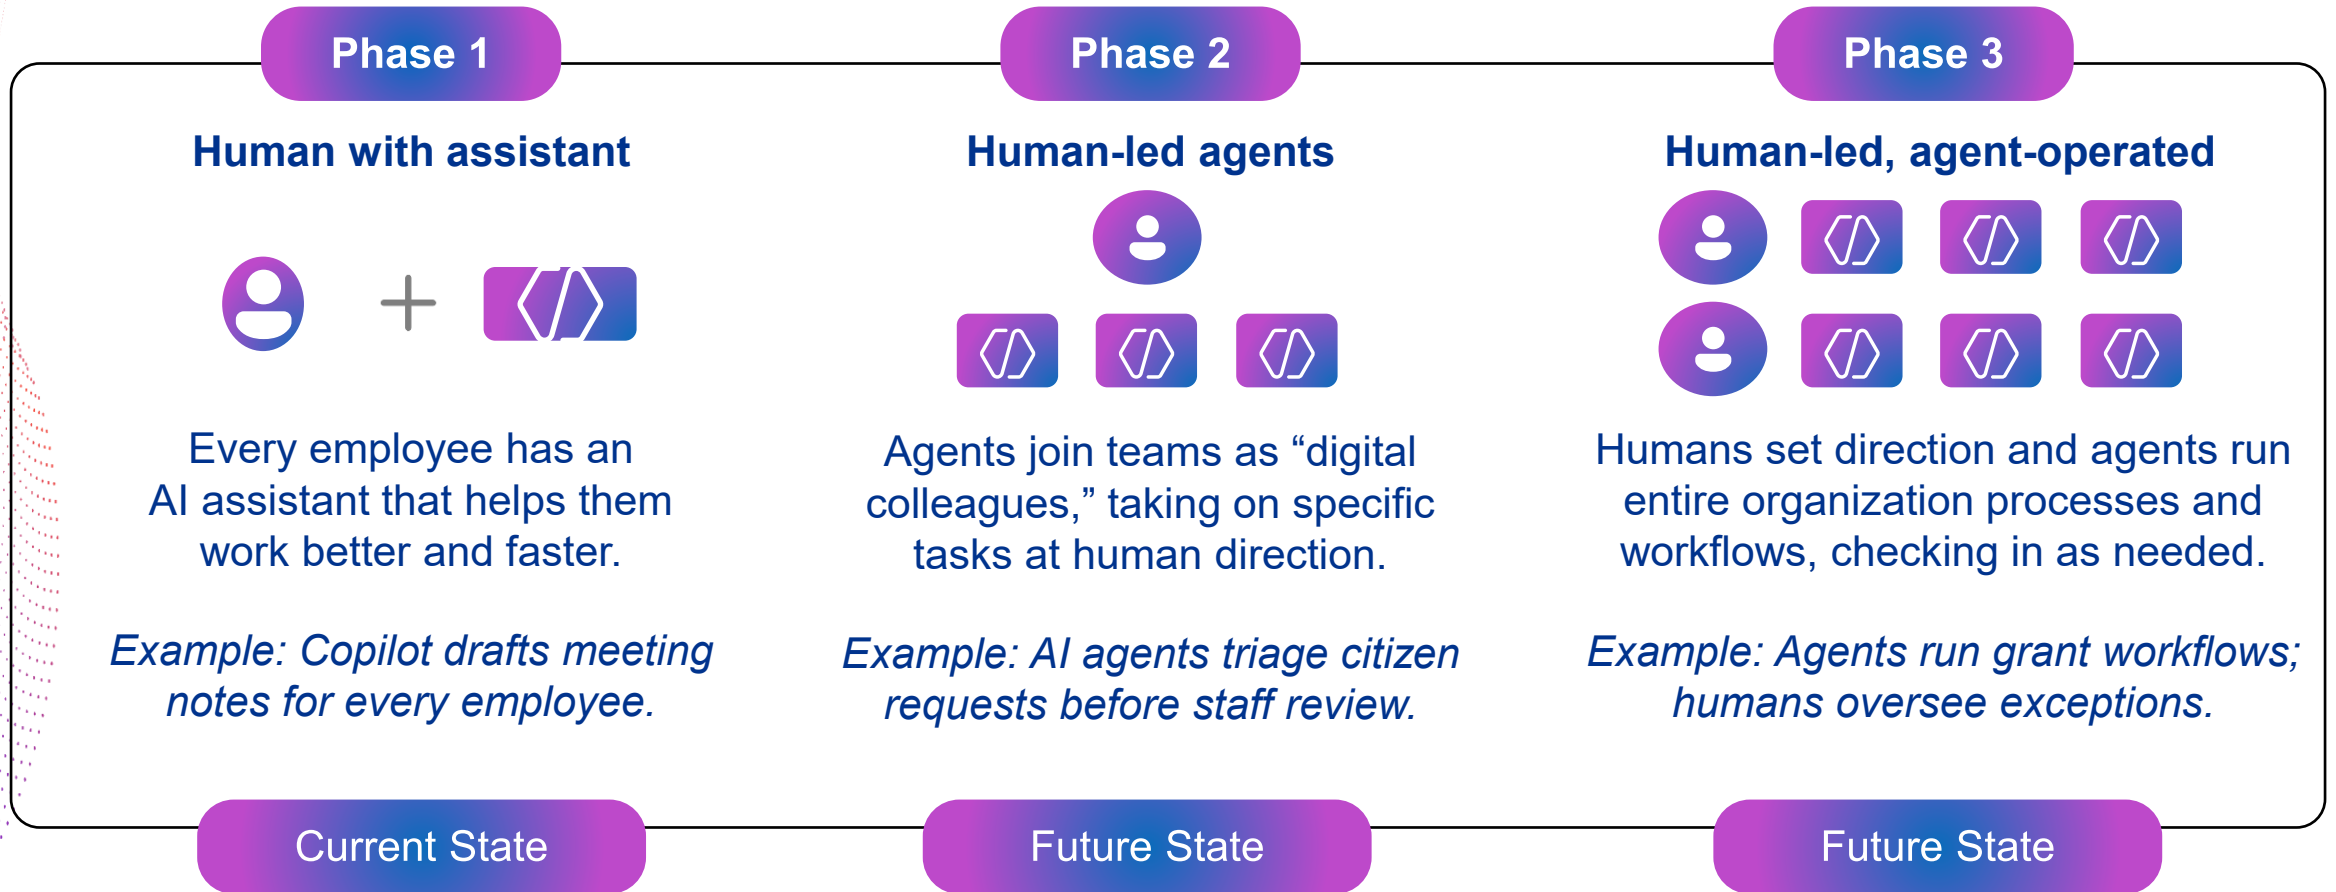 Phase 1
Human with assistant
Every employee has an
AI assistant that helps them
work better and faster.
Example: Copilot drafts meeting
notes for every employee.
Current State
Phase 2
Human-led agents
Agents join teams as “digital
colleagues,” taking on specific
tasks at human direction.
Example: AI agents triage citizen
requests before staff review.
Future State
Phase 3
Human-led, agent-operated
Humans set direction and agents run
entire organization processes and
workflows, checking in as needed.
Example: Agents run grant workflows;
humans oversee exceptions.
Future State